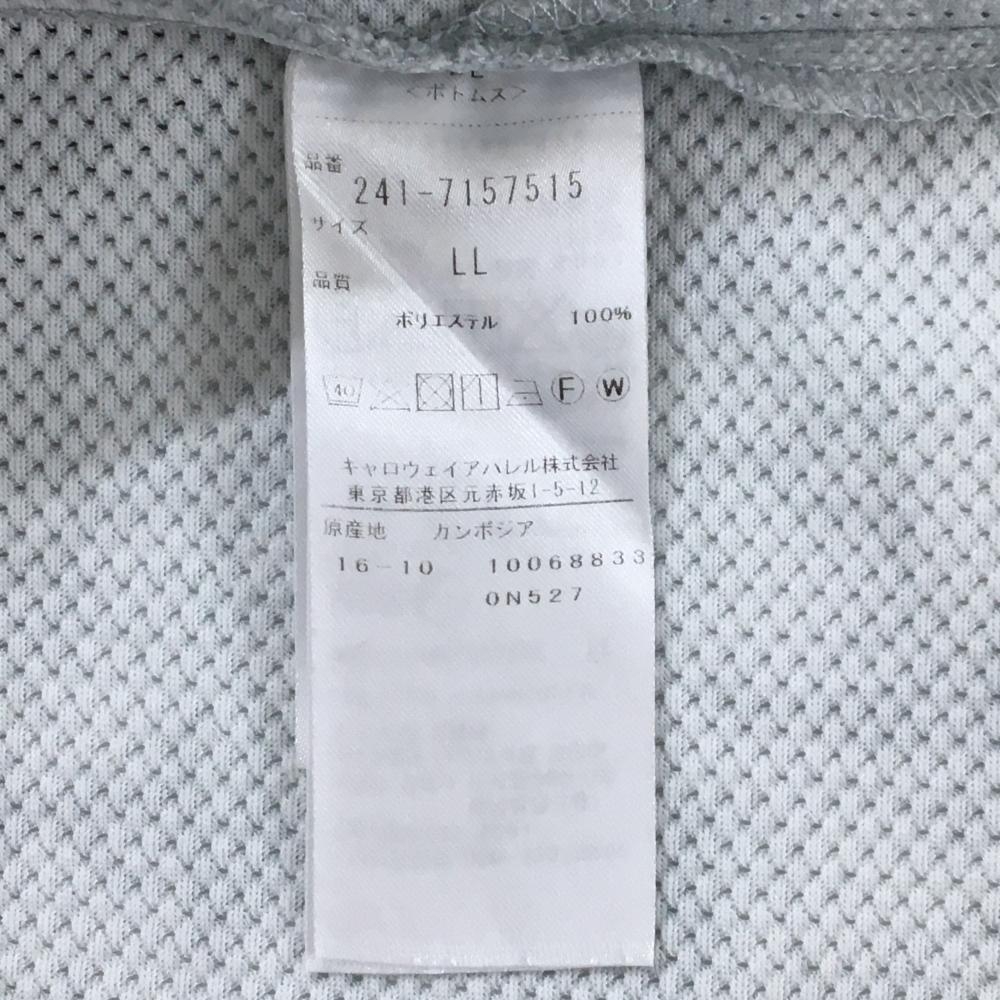 <ボトムス>
品番
241-7157515
サイズ
LL
品質
ポリエステル 100%
40 F W
キャロウェイアパレル株式会社
東京都港区元赤坂1-5-12
原産地 カンボジア
16-10 10068833
0N527